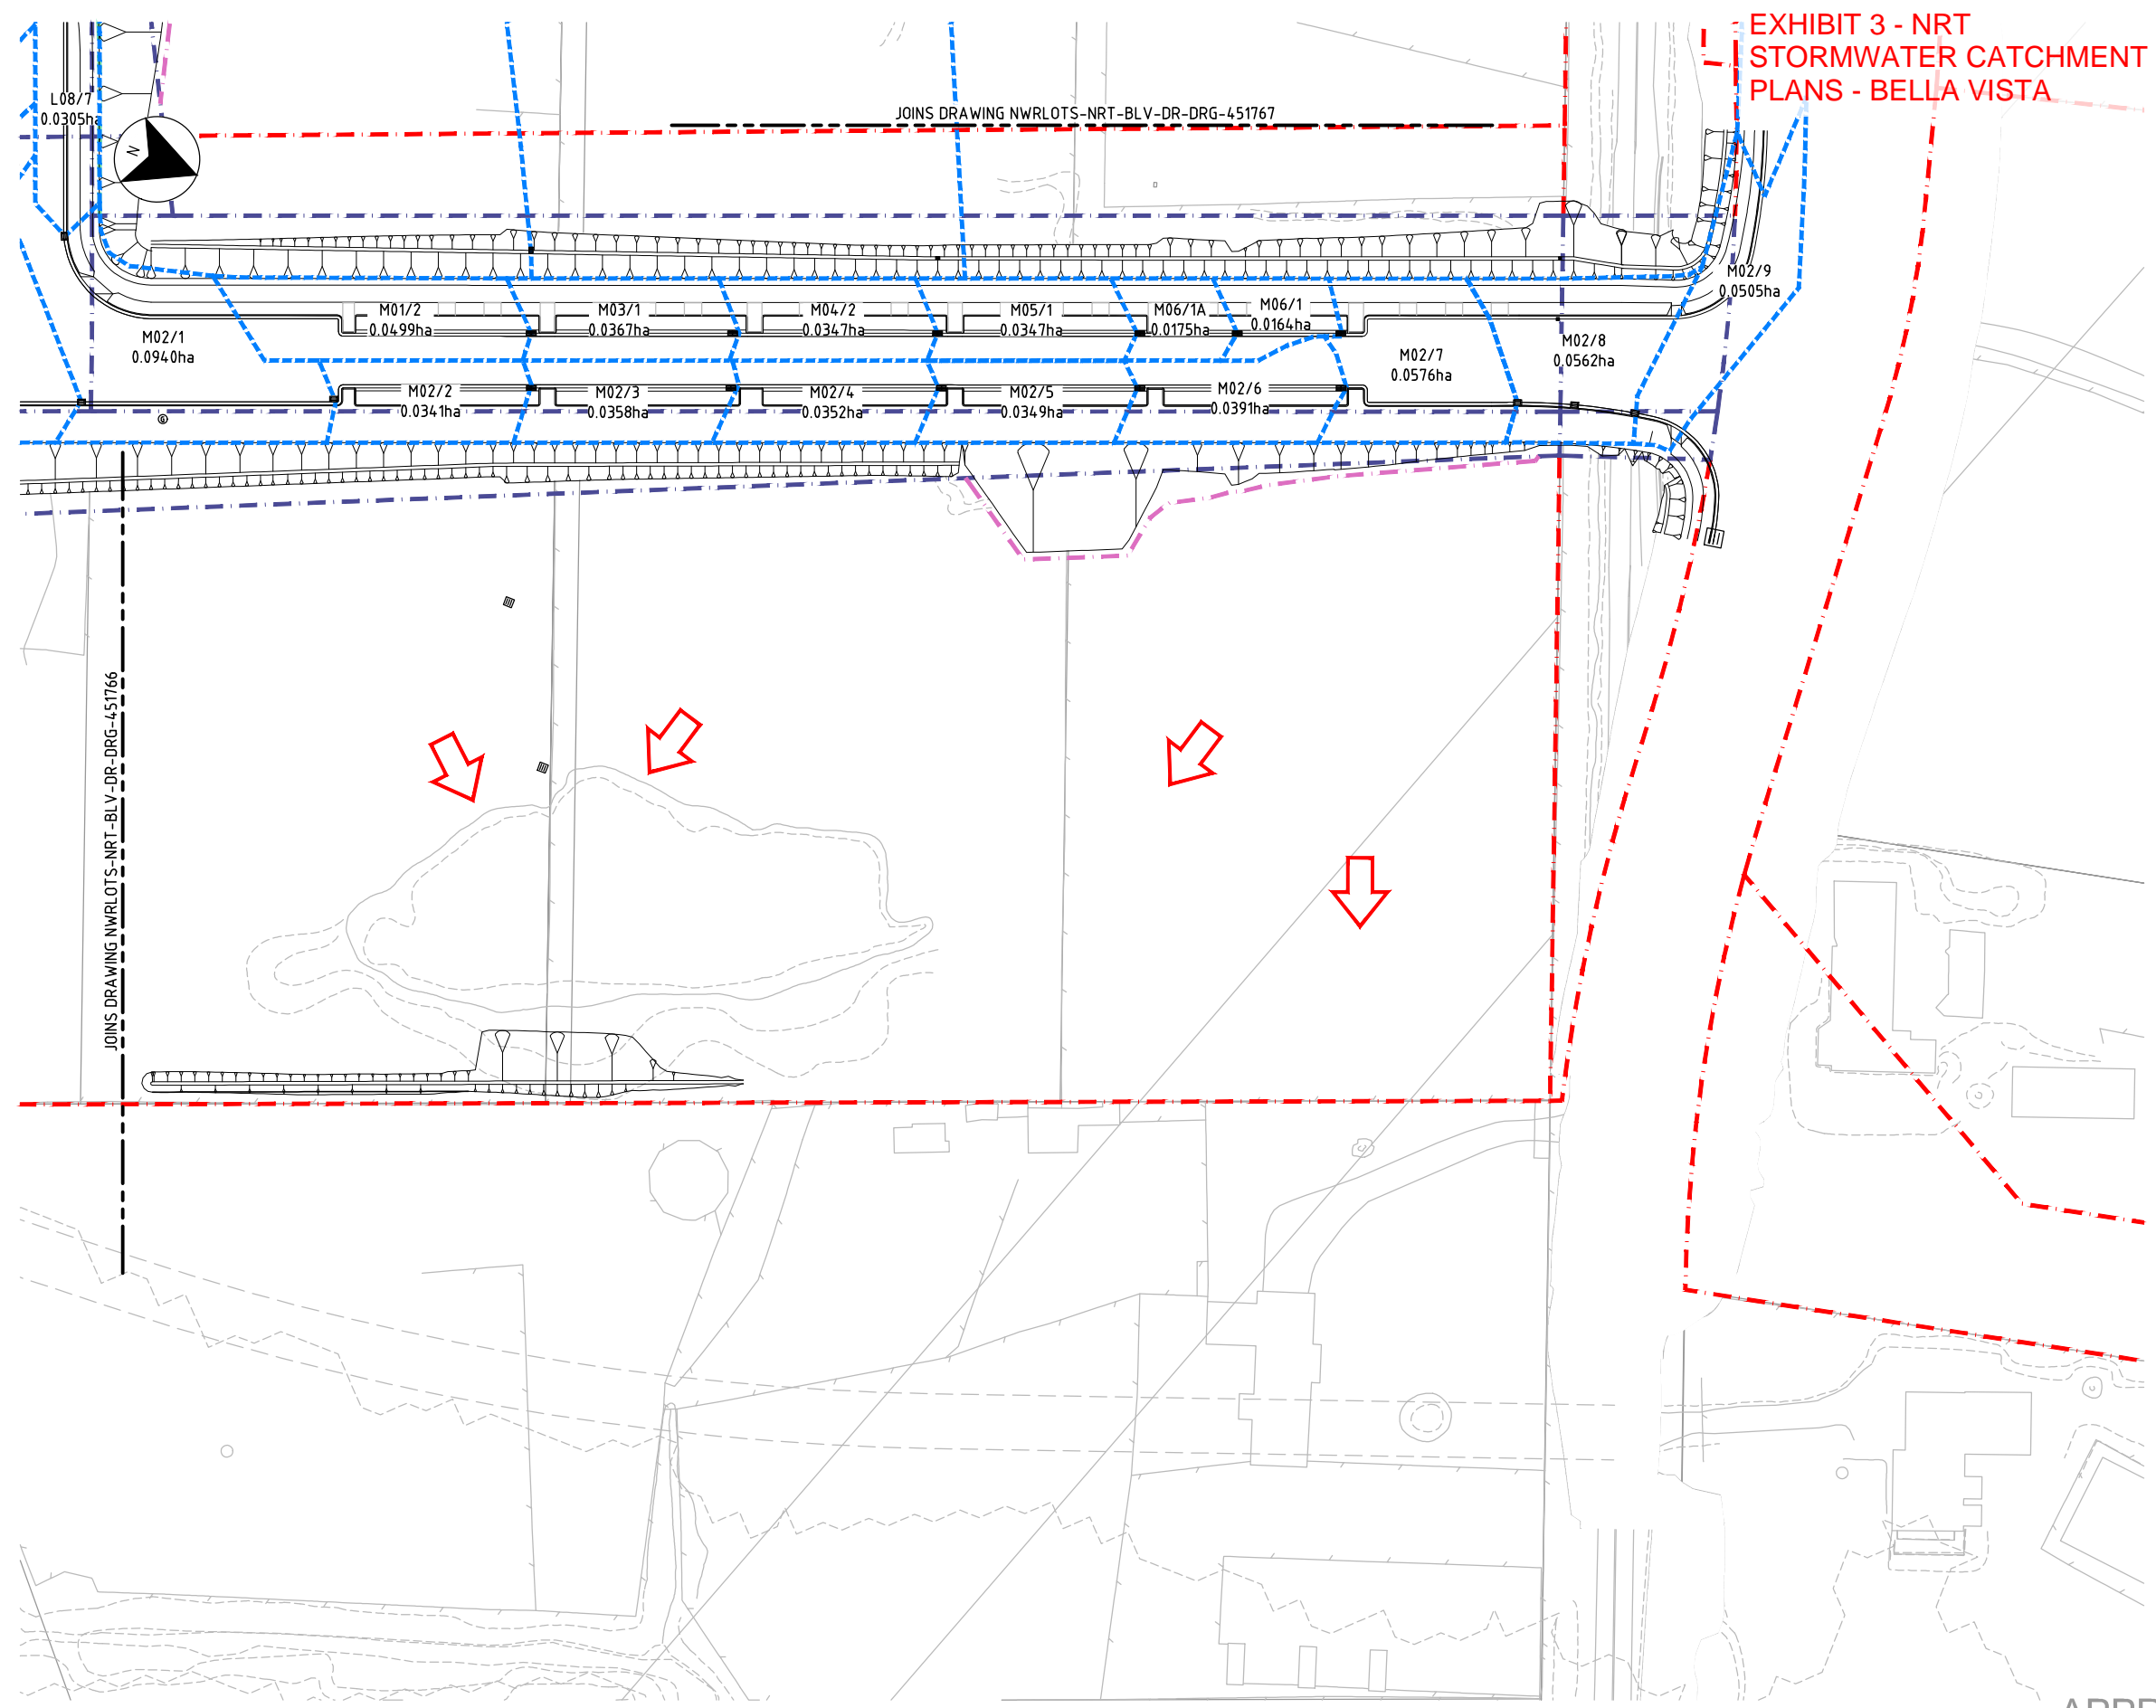 EXHIBIT 3 - NRT
STORMWATER CATCHMENT
PLANS - BELLA VISTA
L08/7
0.0305ha
JOINS DRAWING NWRLOTS-NRT-BLV-DR-DRG-451767
N
M02/9
0.0505ha
M01/2
0.0499ha
M03/1
0.0367ha
M04/2
0.0347ha
M05/1
0.0347ha
M06/1A
0.0175ha
M06/1
0.0164ha
M02/1
0.0940ha
M02/7
0.0576ha
M02/8
0.0562ha
M02/2
0.0341ha
M02/3
0.0358ha
M02/4
0.0352ha
M02/5
0.0349ha
M02/6
0.0391ha
G
JOINS DRAWING NWRLOTS-NRT-BLV-DR-DRG-451766